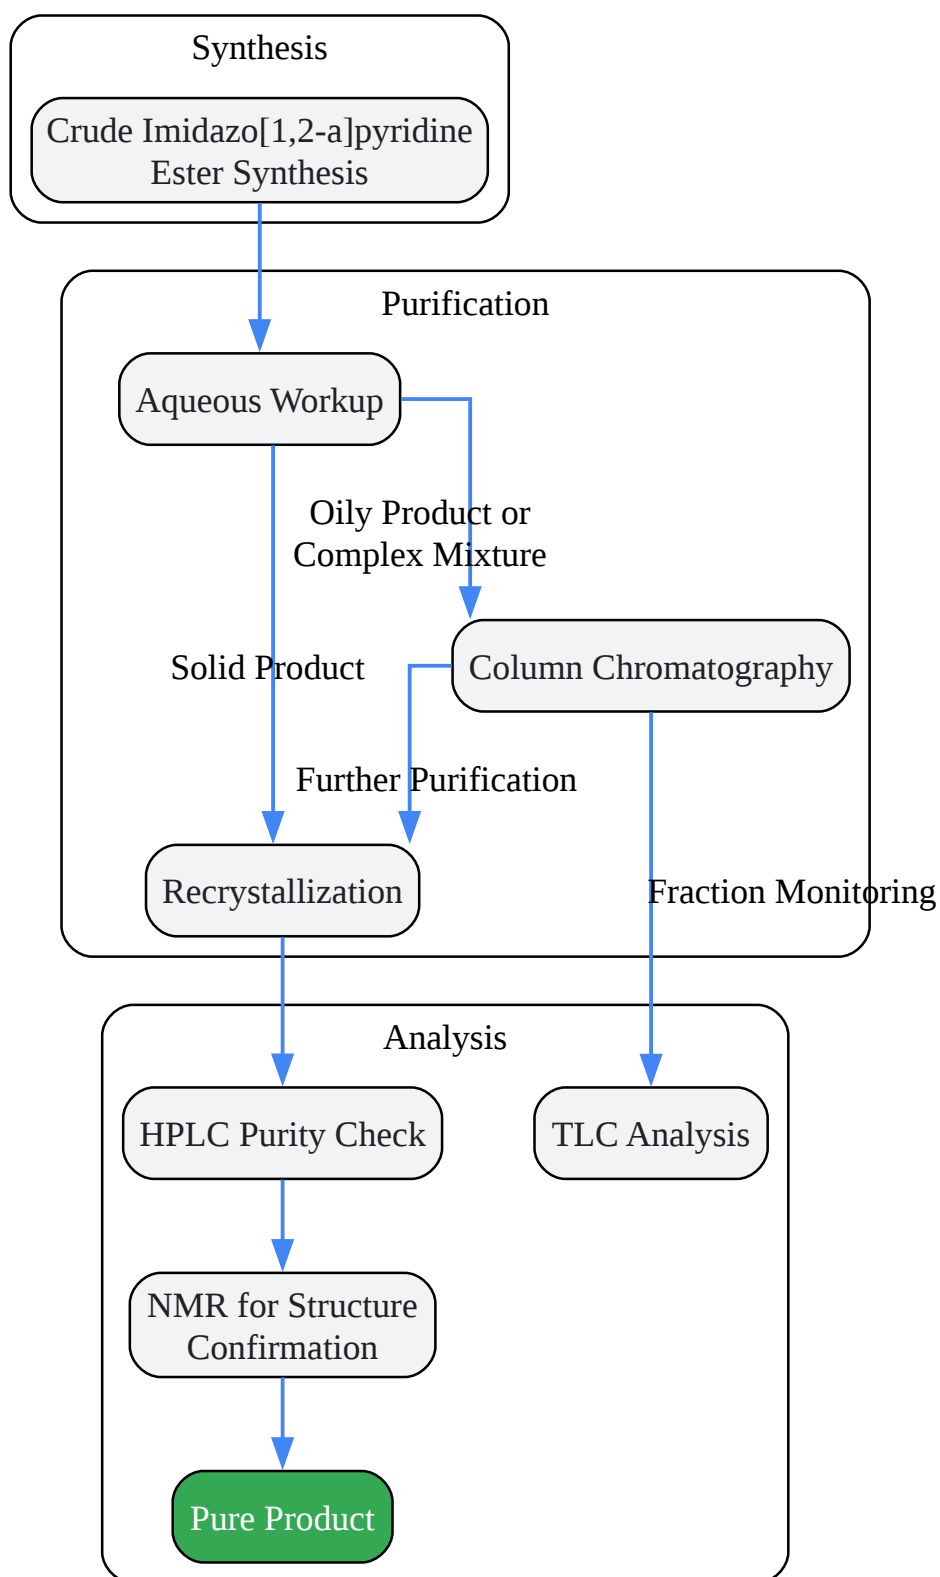 Synthesis
Crude Imidazo[1,2-a]pyridine
Ester Synthesis
Purification
Aqueous Workup
Oily Product or
Complex Mixture
Solid Product
Column Chromatography
Further Purification
Recrystallization
Fraction Monitoring
Analysis
HPLC Purity Check
TLC Analysis
NMR for Structure
Confirmation
Pure Product